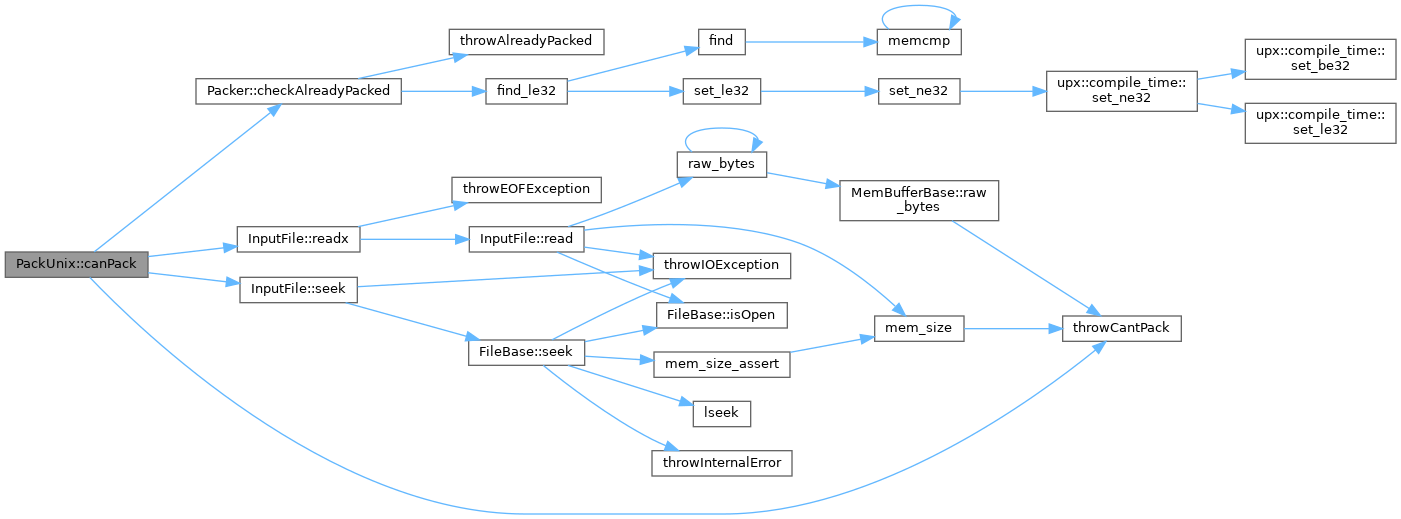 throwAlreadyPacked
find
memcmp
upx::compile_time::
set_be32
Packer::checkAlreadyPacked
find_le32
set_le32
set_ne32
upx::compile_time::
set_ne32
upx::compile_time::
set_le32
raw_bytes
throwEOFException
MemBufferBase::raw
_bytes
InputFile::readx
InputFile::read
PackUnix::canPack
throwIOException
InputFile::seek
FileBase::isOpen
mem_size
throwCantPack
FileBase::seek
mem_size_assert
lseek
throwInternalError